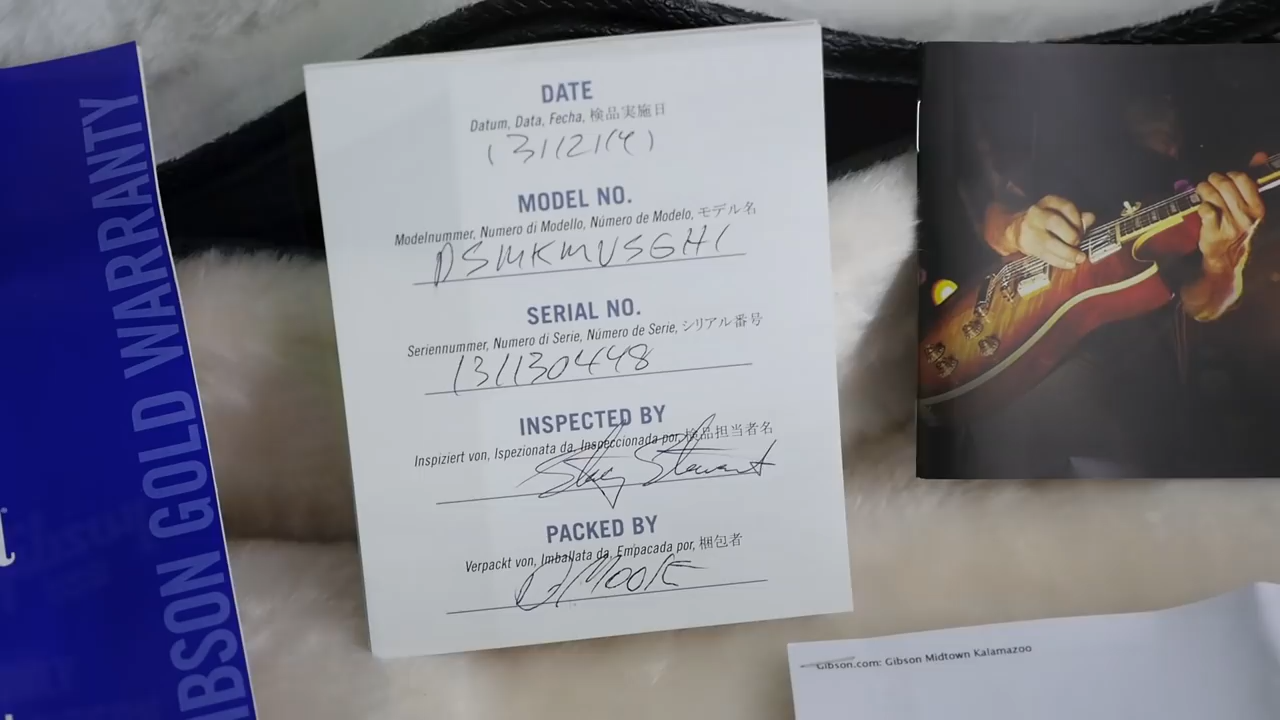 GIBSON GOLD WARRANTY
DATE
Datum, Data, Fecha, 検品実施日
MODEL NO.
Modelnummer, Numero di Modello, Número de Modelo, モデル名
DSMKMVSGH1
SERIAL NO.
Seriennummer, Numero di Serie, Número de Serie, シリアル番号
131130448
INSPECTED BY
Inspiziert von, Ispezionata da, Inspeccionada por, 検品担当者名
Stewart
PACKED BY
Verpackt von, Imballata da, Empacada por, 梱包者
Moore
Gibson.com: Gibson Midtown Kalamazoo